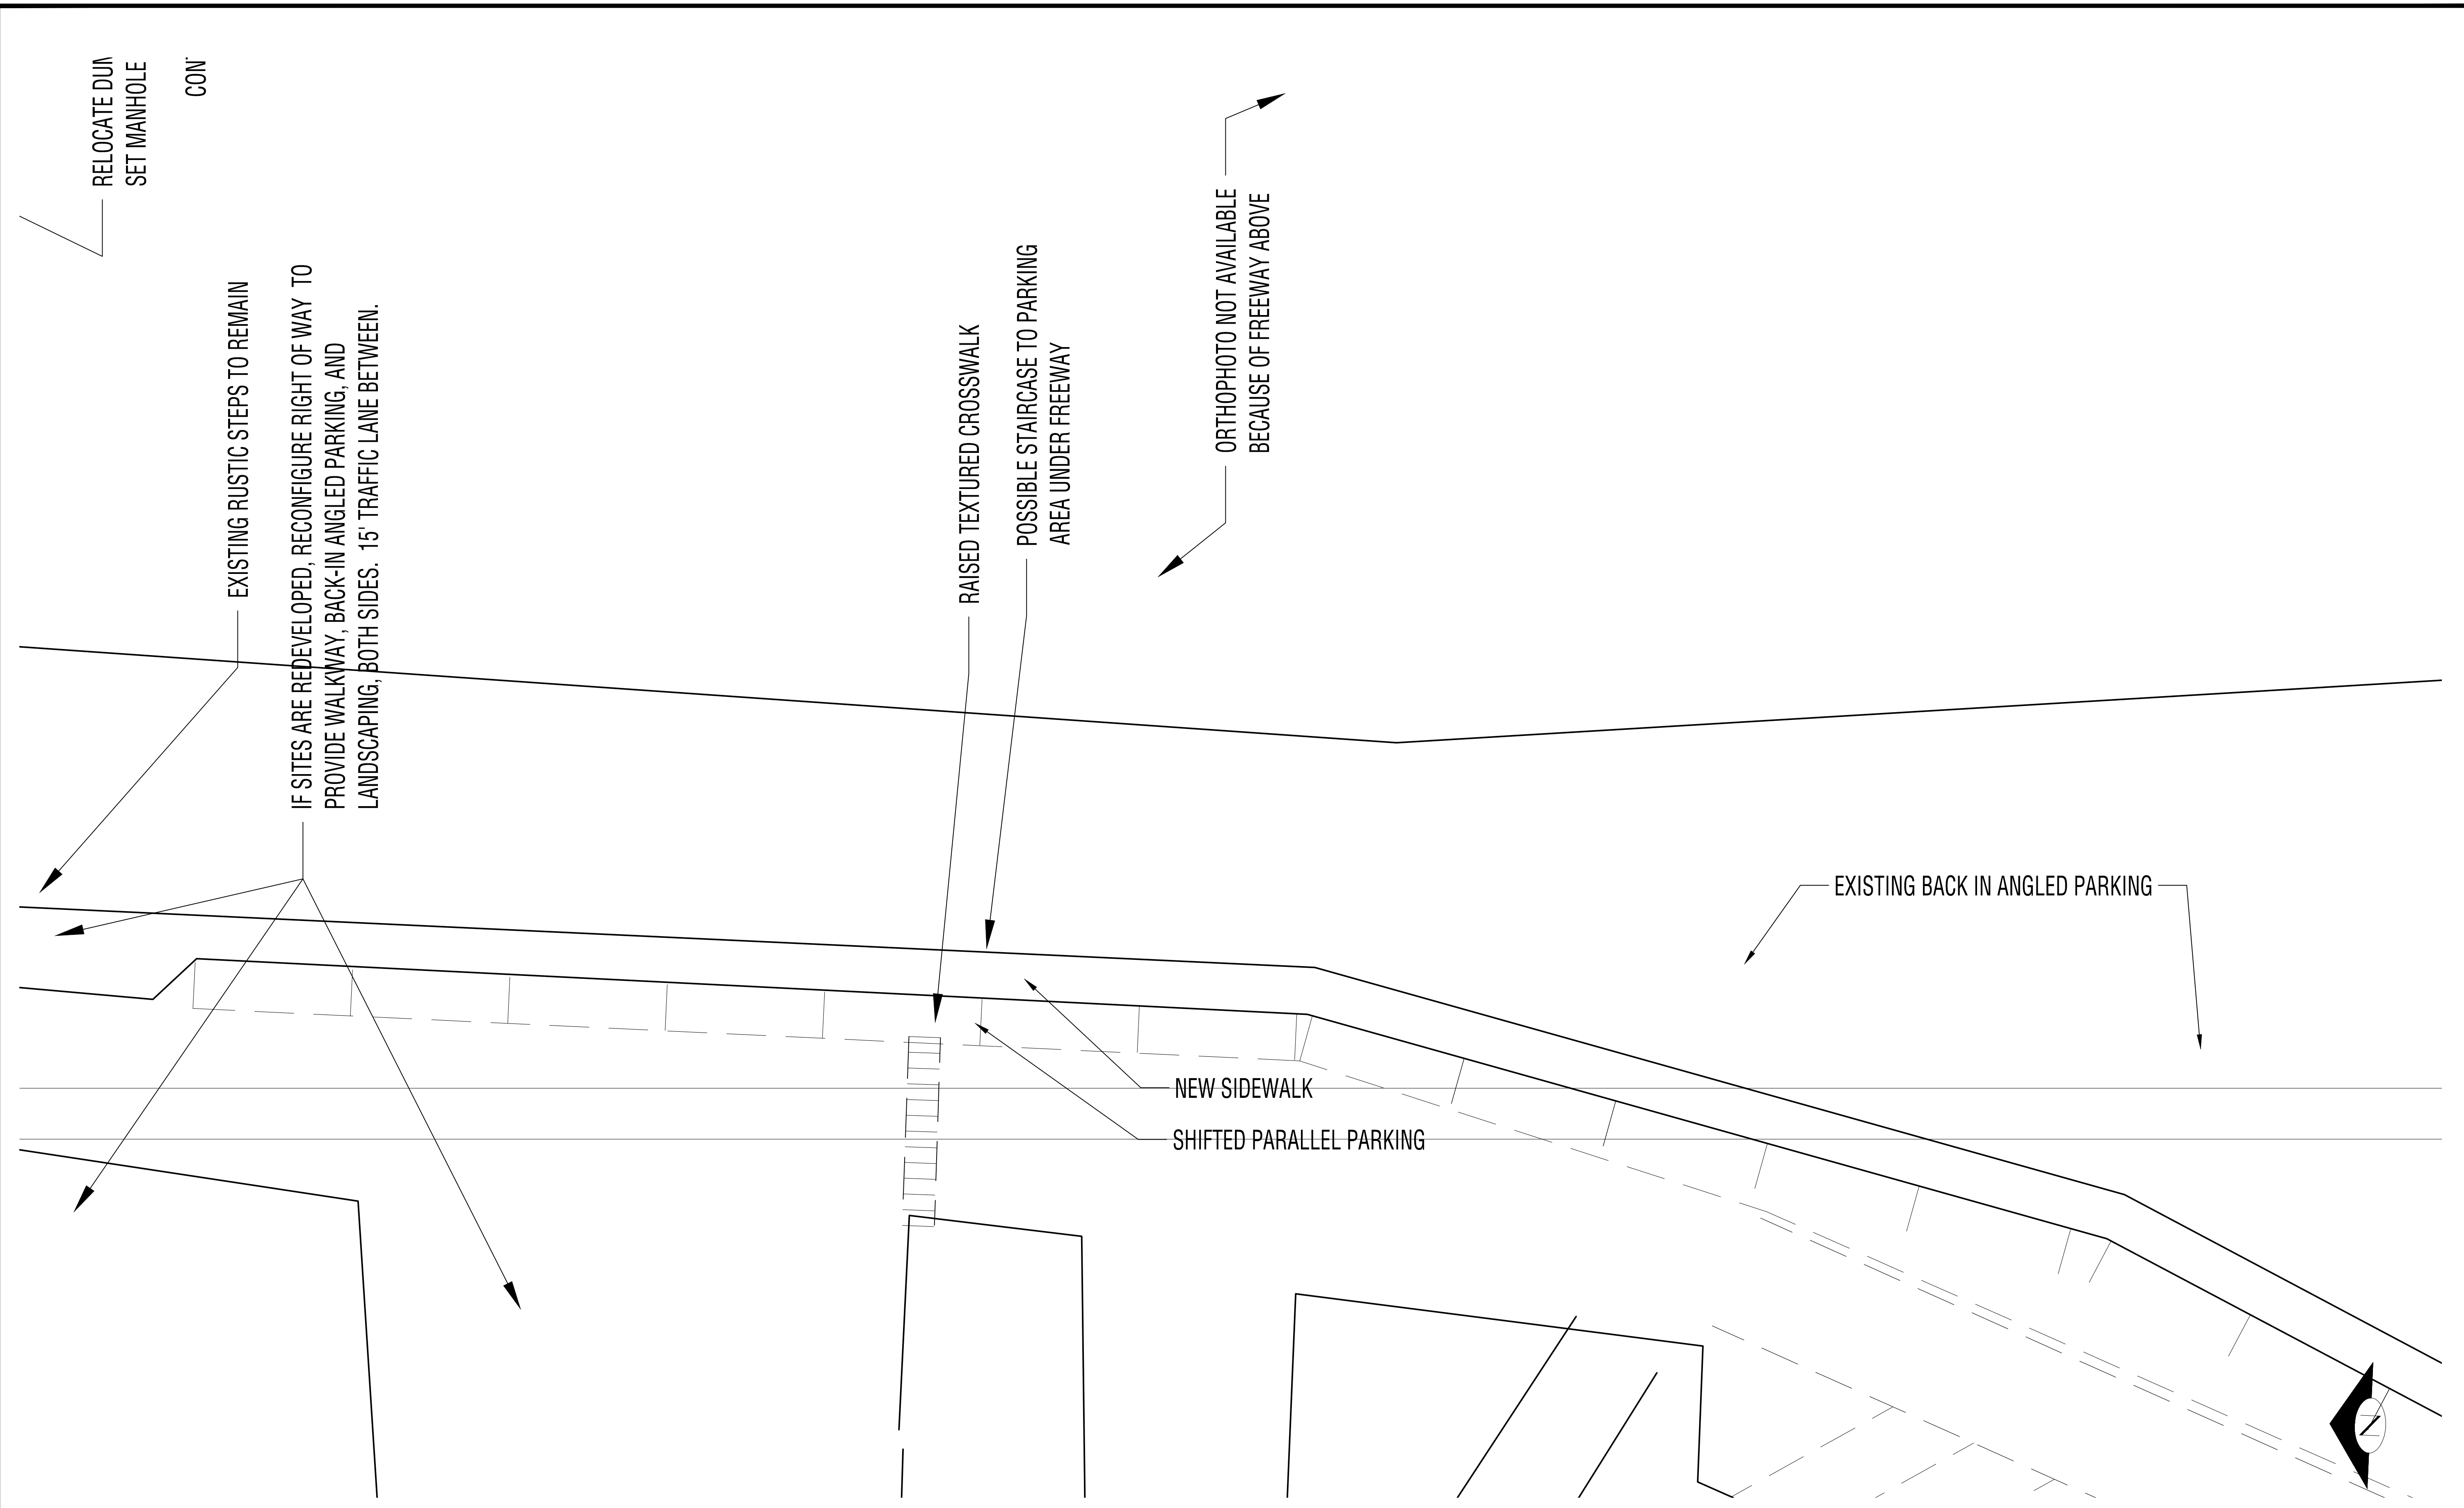 RELOCATE
SET MANHOLE
EXISTING RUSTIC STEPS TO REMAIN
IF SITES ARE REDEVELOPED, RECONFIGURE RIGHT OF WAY TO
PROVIDE WALKWAY, BACK-IN ANGLED PARKING, AND
LANDSCAPING, BOTH SIDES. 15' TRAFFIC LANE BETWEEN.
RAISED TEXTURED CROSSWALK
POSSIBLE STAIRCASE TO PARKING
AREA UNDER FREEWAY
ORTHOPHOTO NOT AVAILABLE
BECAUSE OF FREEWAY ABOVE
EXISTING BACK IN ANGLED PARKING
NEW SIDEWALK
SHIFTED PARALLEL PARKING